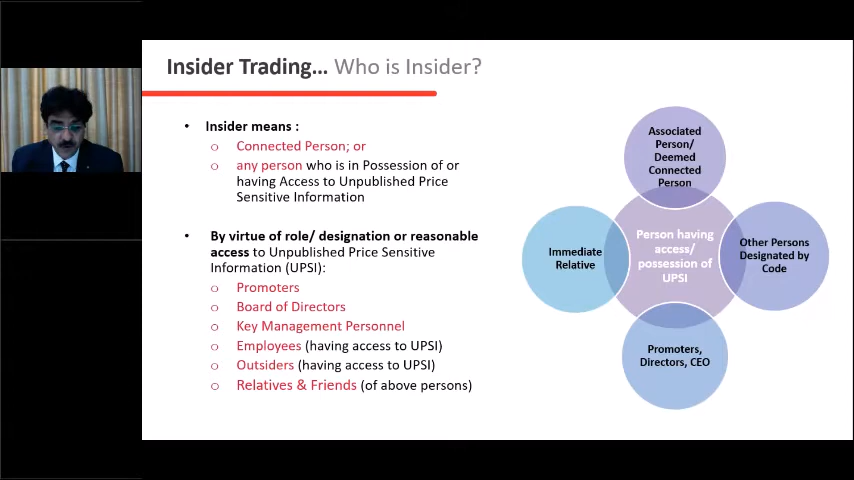 Insider Trading... Who is Insider?
• Insider means :
o Connected Person; or
o any person who is in Possession of or
having Access to Unpublished Price
Sensitive Information
• By virtue of role/ designation or reasonable
access to Unpublished Price Sensitive
Information (UPSI):
o Promoters
o Board of Directors
o Key Management Personnel
o Employees (having access to UPSI)
o Outsiders (having access to UPSI)
o Relatives & Friends (of above persons)
Associated
Person/
Deemed
Connected
Person
Immediate
Relative
Person having
access/
possession of
UPSI
Other Persons
Designated by
Code
Promoters,
Directors, CEO